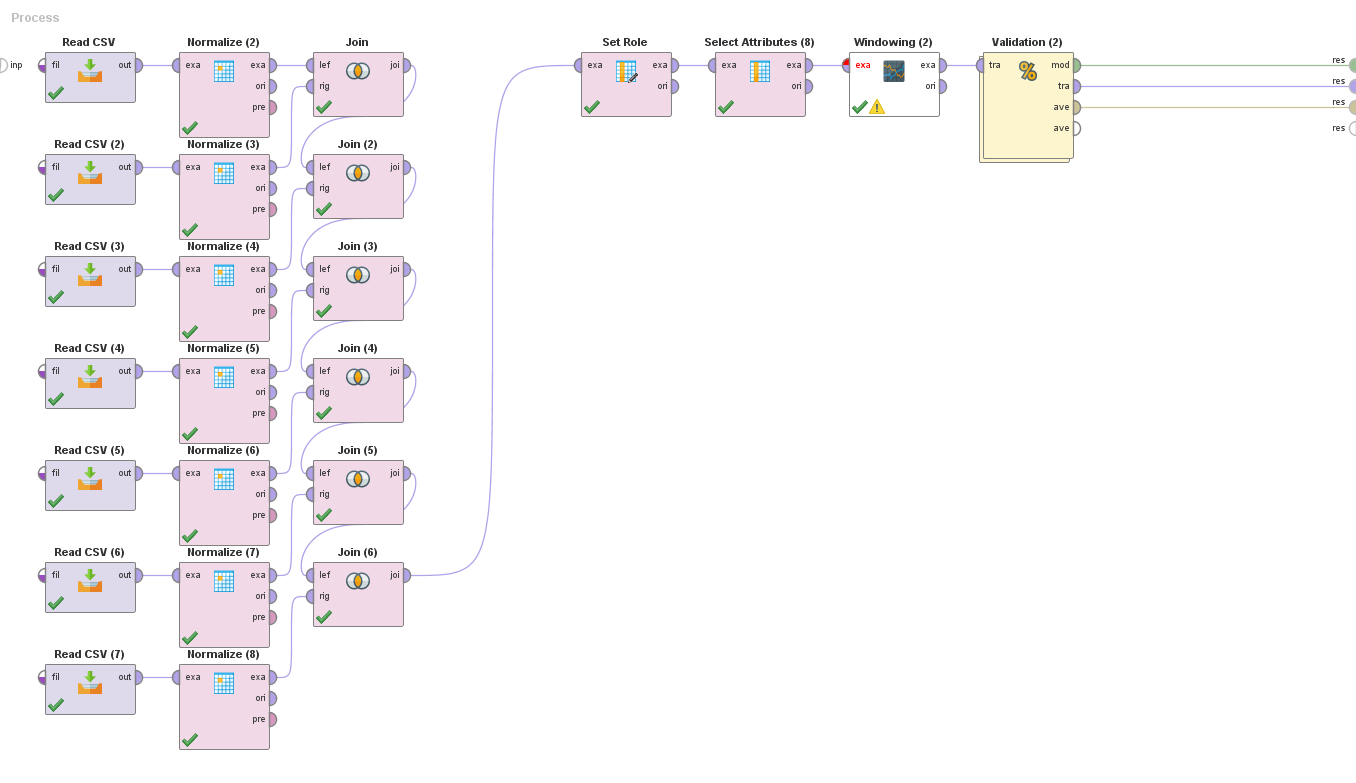 Process
Read CSV Normalize (2) Join Set Role Select Attributes (8) Windowing (2) Validation (2)
inp fil out exa exa lef joi exa exa exa exa exa exa tra mod res
ori rig ori ori ori tra res
pre ave res
ave res
Read CSV (2) Normalize (3) Join (2)
fil out exa exa lef joi
ori rig
pre
Read CSV (3) Normalize (4) Join (3)
fil out exa exa lef joi
ori rig
pre
Read CSV (4) Normalize (5) Join (4)
fil out exa exa lef joi
ori rig
pre
Read CSV (5) Normalize (6) Join (5)
fil out exa exa lef joi
ori rig
pre
Read CSV (6) Normalize (7) Join (6)
fil out exa exa lef joi
ori rig
pre
Read CSV (7) Normalize (8)
fil out exa exa
ori
pre